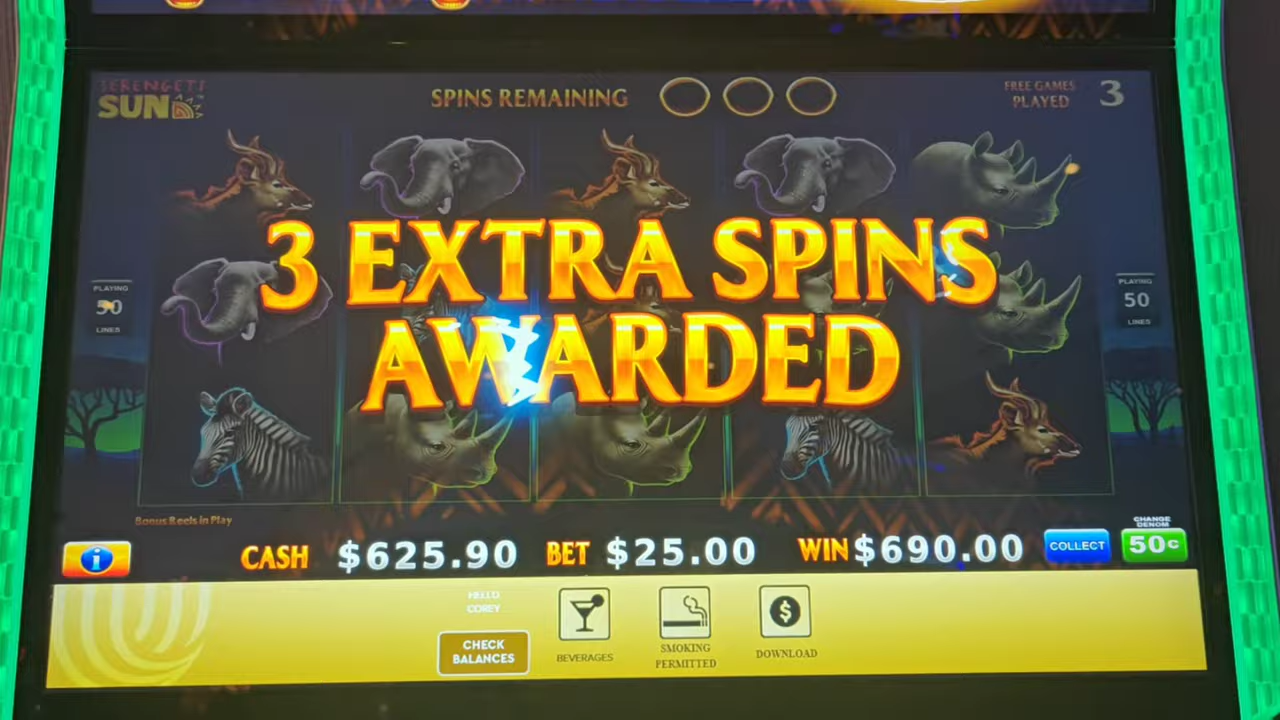 SERENGETI
SUN
SPINS REMAINING
FREE GAMES
PLAYED
3
3 EXTRA SPINS
AWARDED
PLAYING
50
LINES
PLAYING
50
LINES
Bonus Reels in Play
CASH $625.90 BET $25.00 WIN $690.00
COLLECT
CHANGE
DENOM
50¢
HELLO,
COREY
CHECK
BALANCES
BEVERAGES
SMOKING
PERMITTED
DOWNLOAD